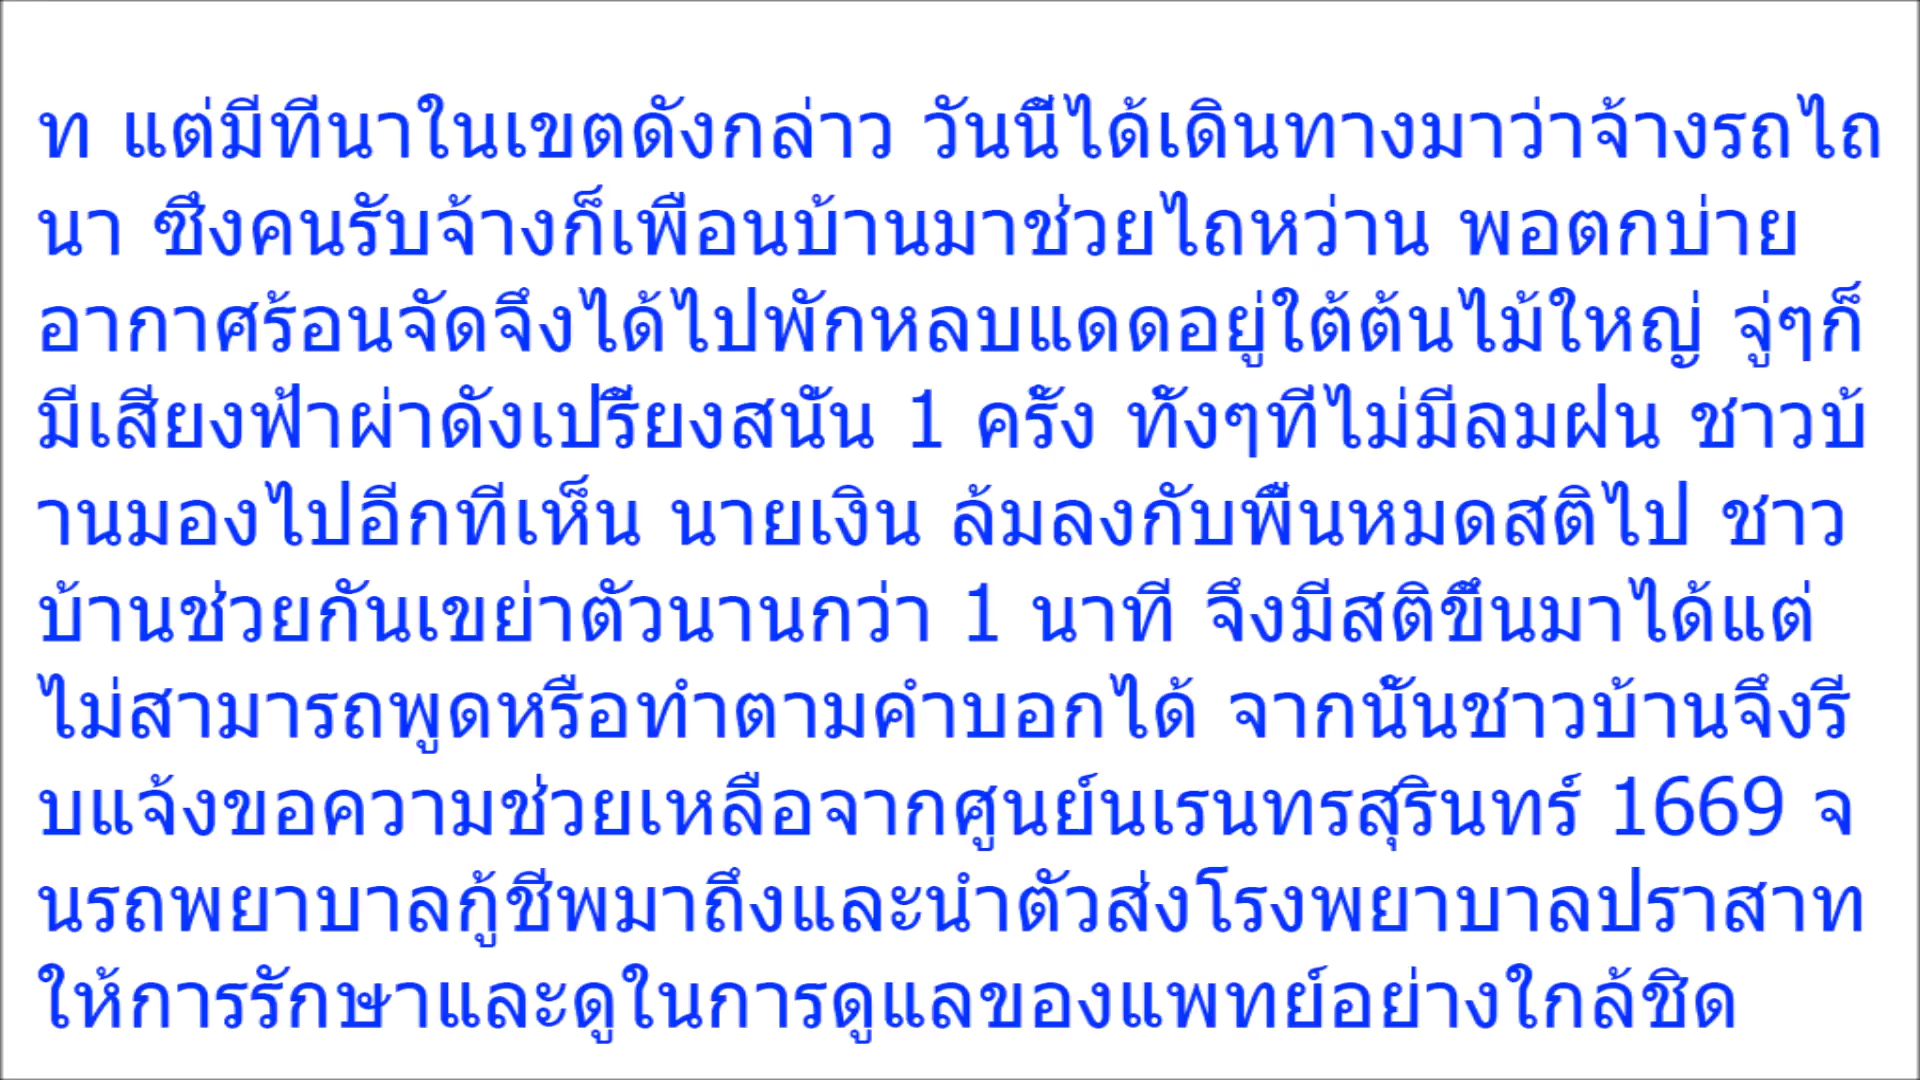 ท แต่มีที่นาในเขตดังกล่าว วันนี้ได้เดินทางมาว่าจ้างรถไถ
นา ซึ่งคนรับจ้างก็เพื่อนบ้านมาช่วยไถหว่าน พอตกบ่าย
อากาศร้อนจัดจึงได้ไปพักหลบแดดอยู่ใต้ต้นไม้ใหญ่ จู่ๆก็
มีเสียงฟ้าผ่าดังเปรี้ยงสนั่น 1 ครั้ง ทั้งๆที่ไม่มีลมฝน ชาวบ้
านมองไปอีกทีเห็น นายเงิน ล้มลงกับพื้นหมดสติไป ชาว
บ้านช่วยกันเขย่าตัวนานกว่า 1 นาที จึงมีสติขึ้นมาได้แต่
ไม่สามารถพูดหรือทำตามคำบอกได้ จากนั้นชาวบ้านจึงรี
บแจ้งขอความช่วยเหลือจากศูนย์นเรนทรสุรินทร์ 1669 จ
นรถพยาบาลกู้ชีพมาถึงและนำตัวส่งโรงพยาบาลปราสาท
ให้การรักษาและดูในการดูแลของแพทย์อย่างใกล้ชิด